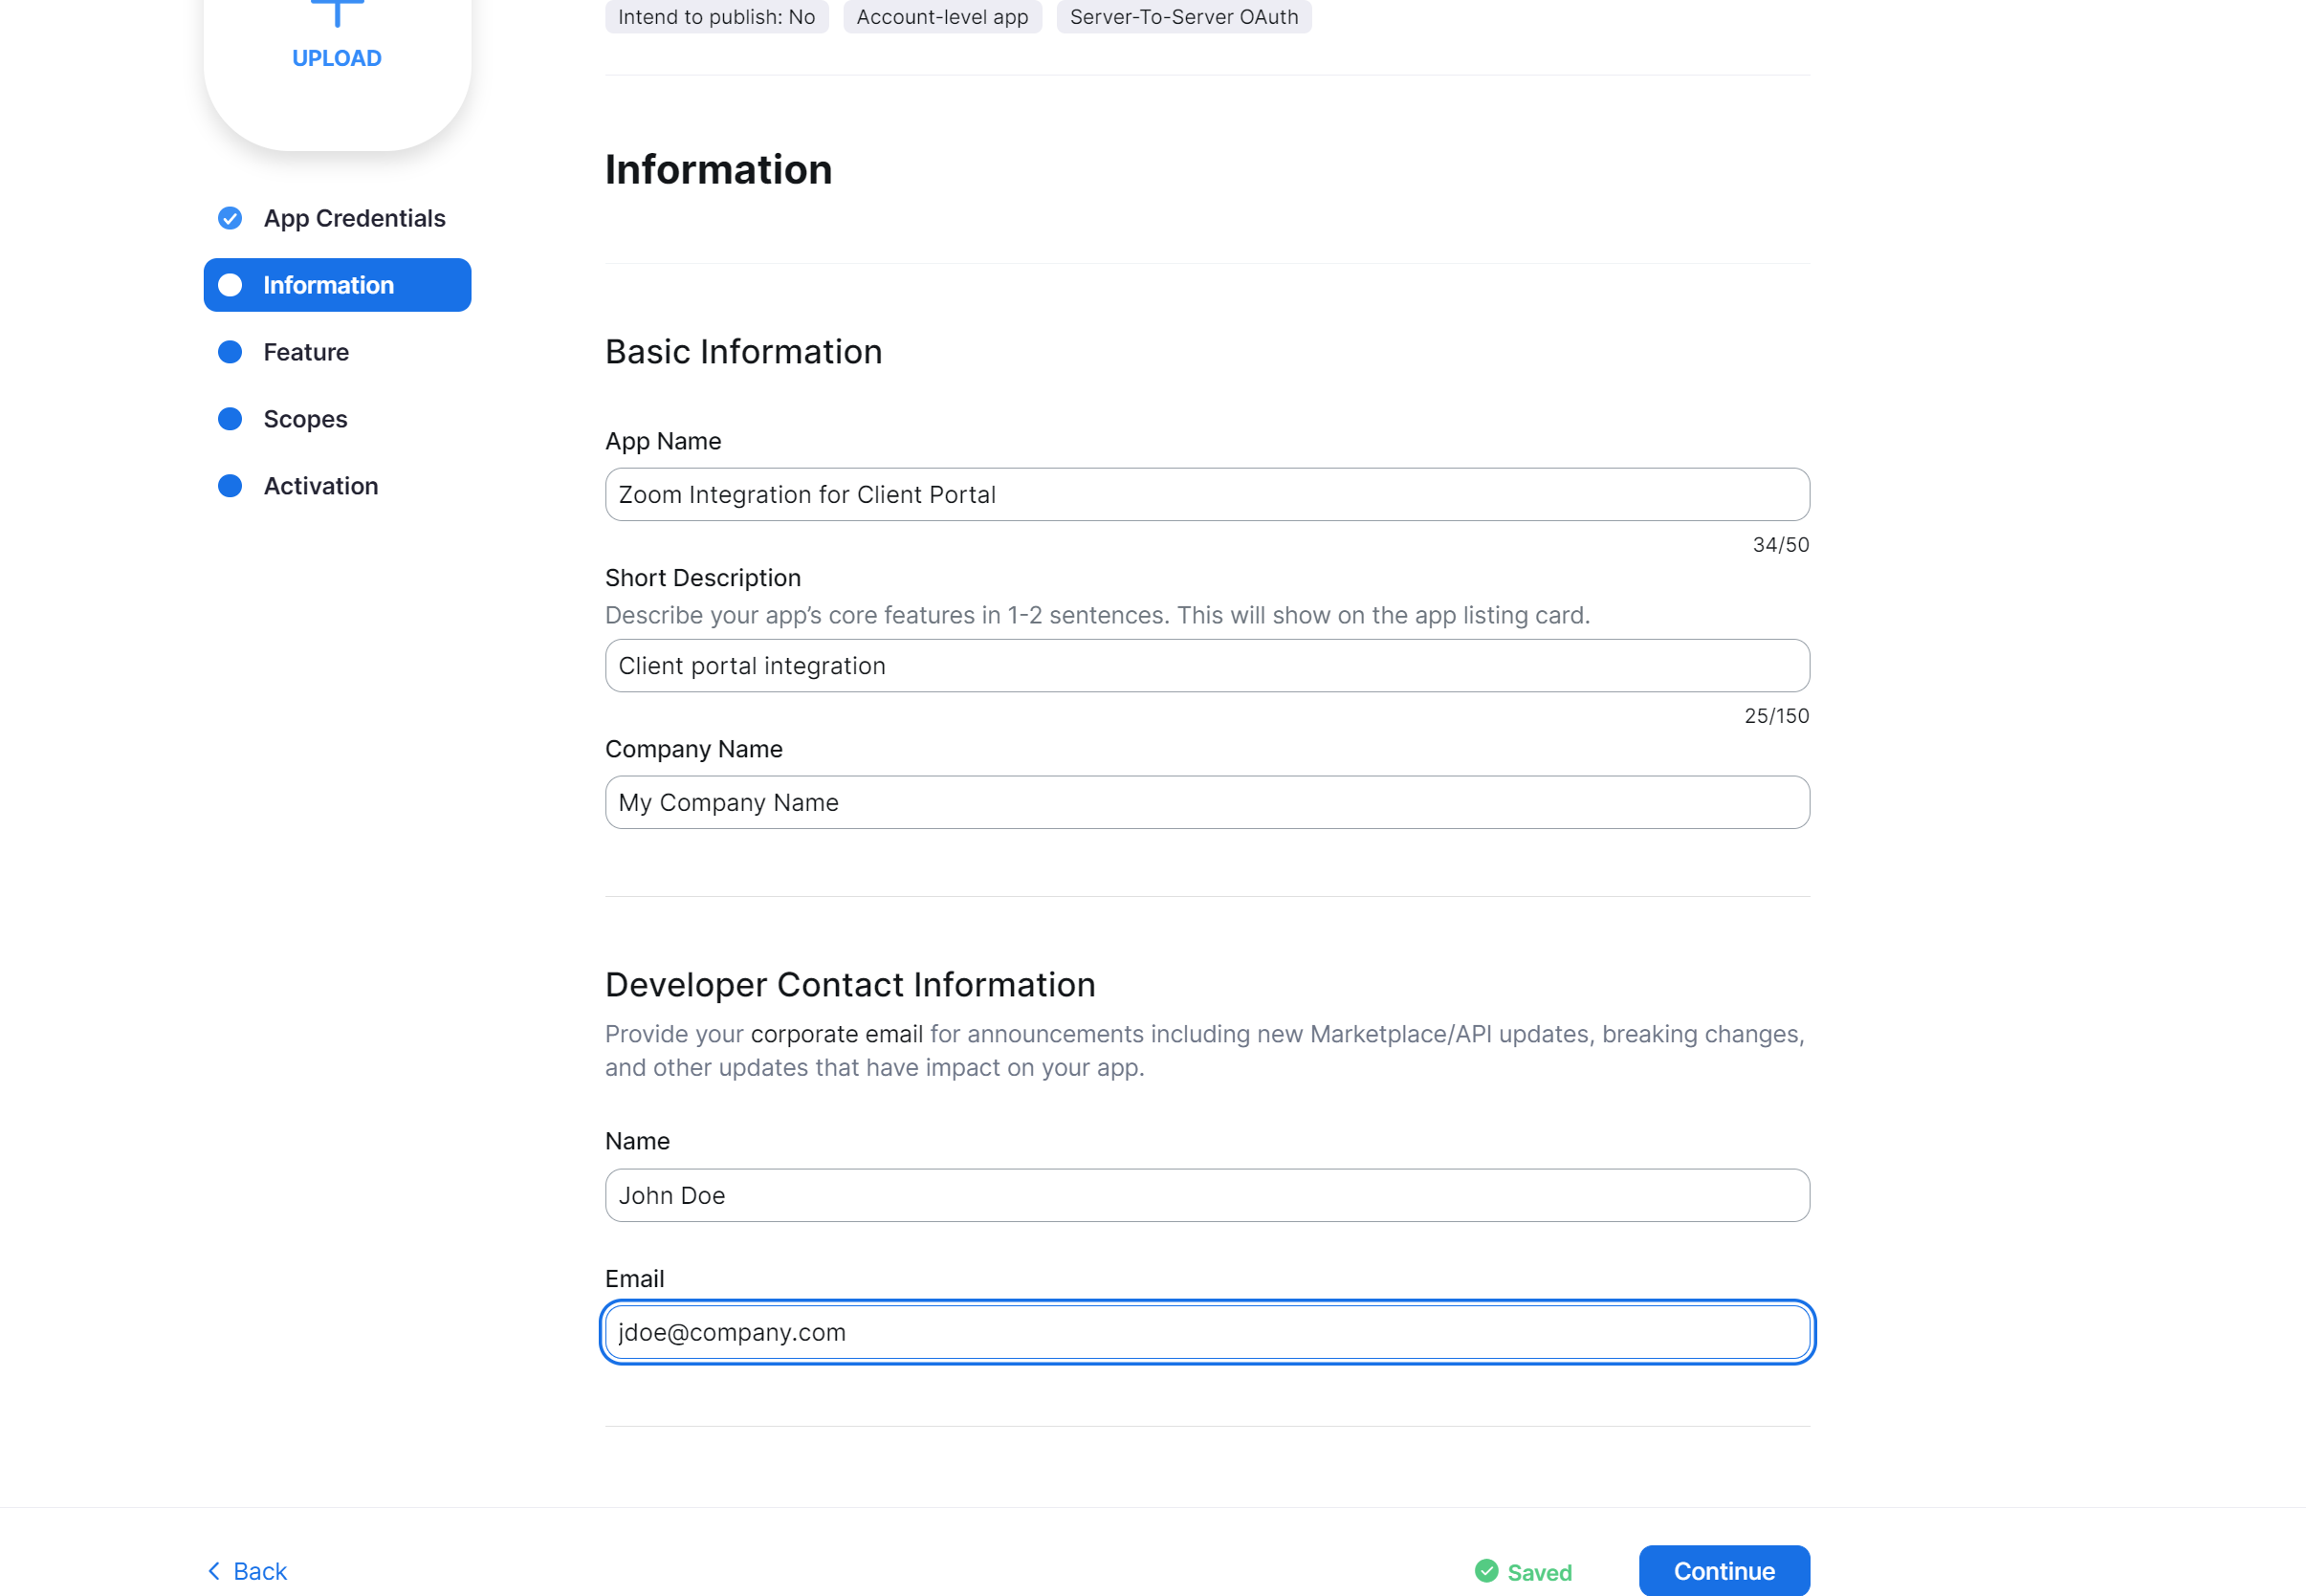 UPLOAD
Intend to publish: No
Account-level app
Server-To-Server OAuth
App Credentials
Information
Feature
Scopes
Activation
Information
Basic Information
App Name
Zoom Integration for Client Portal
34/50
Short Description
Describe your app’s core features in 1-2 sentences. This will show on the app listing card.
Client portal integration
25/150
Company Name
My Company Name
Developer Contact Information
Provide your corporate email for announcements including new Marketplace/API updates, breaking changes,
and other updates that have impact on your app.
Name
John Doe
Email
jdoe@company.com
Back
Saved
Continue